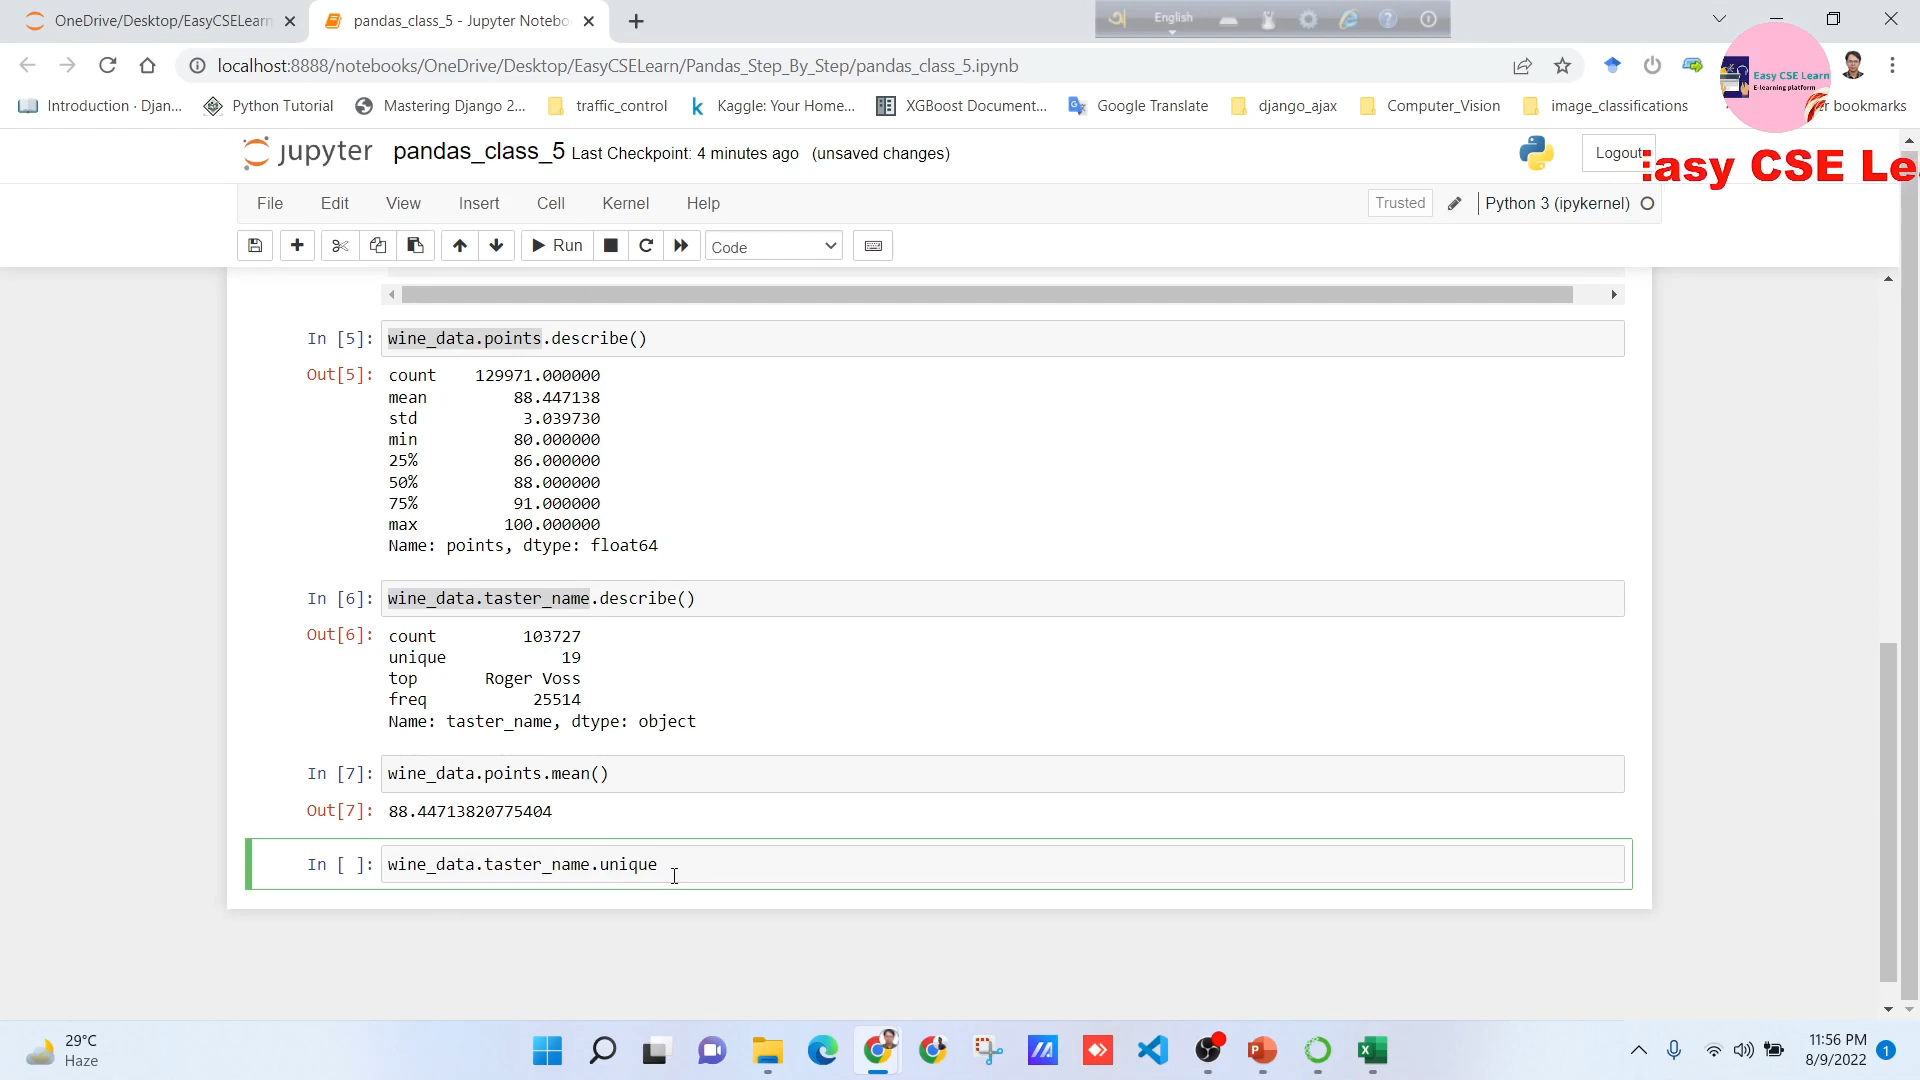 OneDrive/Desktop/EasyCSELearn
pandas_class_5 - Jupyter Notebo
English
localhost:8888/notebooks/OneDrive/Desktop/EasyCSELearn/Pandas_Step_By_Step/pandas_class_5.ipynb
Easy CSE Learn
E-learning platform
Introduction · Djan...
Python Tutorial
Mastering Django 2...
traffic_control
Kaggle: Your Home...
XGBoost Document...
Google Translate
django_ajax
Computer_Vision
image_classifications
r bookmarks
jupyter pandas_class_5 Last Checkpoint: 4 minutes ago (unsaved changes)
Logout
Easy CSE Le
File Edit View Insert Cell Kernel Help
Trusted
Python 3 (ipykernel)
Run
Code
In [5]: wine_data.points.describe()
Out[5]: count 129971.000000
mean 88.447138
std 3.039730
min 80.000000
25% 86.000000
50% 88.000000
75% 91.000000
max 100.000000
Name: points, dtype: float64
In [6]: wine_data.taster_name.describe()
Out[6]: count 103727
unique 19
top Roger Voss
freq 25514
Name: taster_name, dtype: object
In [7]: wine_data.points.mean()
Out[7]: 88.44713820775404
In [ ]: wine_data.taster_name.unique
29°C
Haze
11:56 PM
8/9/2022
1